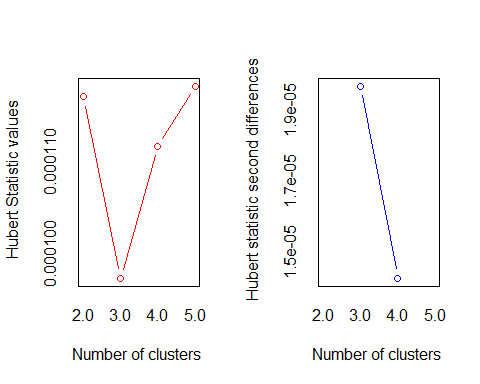 Hubert Statistic values
0.000100
0.000110
2.0 3.0 4.0 5.0
Number of clusters
Hubert statistic second differences
1.5e-05
1.7e-05
1.9e-05
2.0 3.0 4.0 5.0
Number of clusters